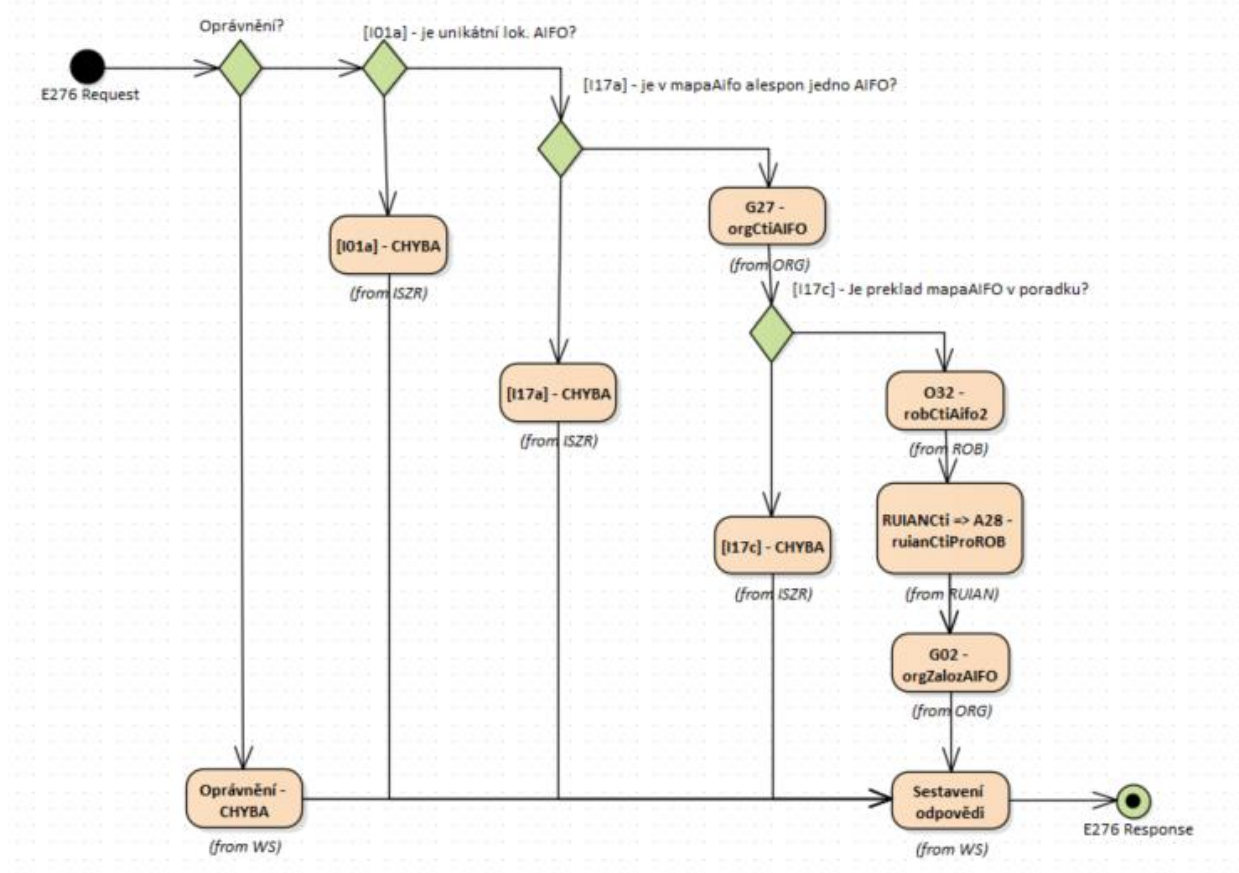 Oprávnění?
[I01a] - je unikátní lok. AIFO?
E276 Request
[I17a] - je v mapaAifo alespon jedno AIFO?
G27 -
orgCtiAIFO
(from ORG)
[I01a] - CHYBA
(from ISZR)
[I17c] - Je preklad mapaAIFO v poradku?
[I17a] - CHYBA
(from ISZR)
O32 -
robCtiAifo2
(from ROB)
RUIANCti => A28 -
ruianCtiProROB
(from RUIAN)
[I17c] - CHYBA
(from ISZR)
G02 -
orgZalozAIFO
(from ORG)
Oprávnění -
CHYBA
(from WS)
Sestavení
odpovědi
(from WS)
E276 Response